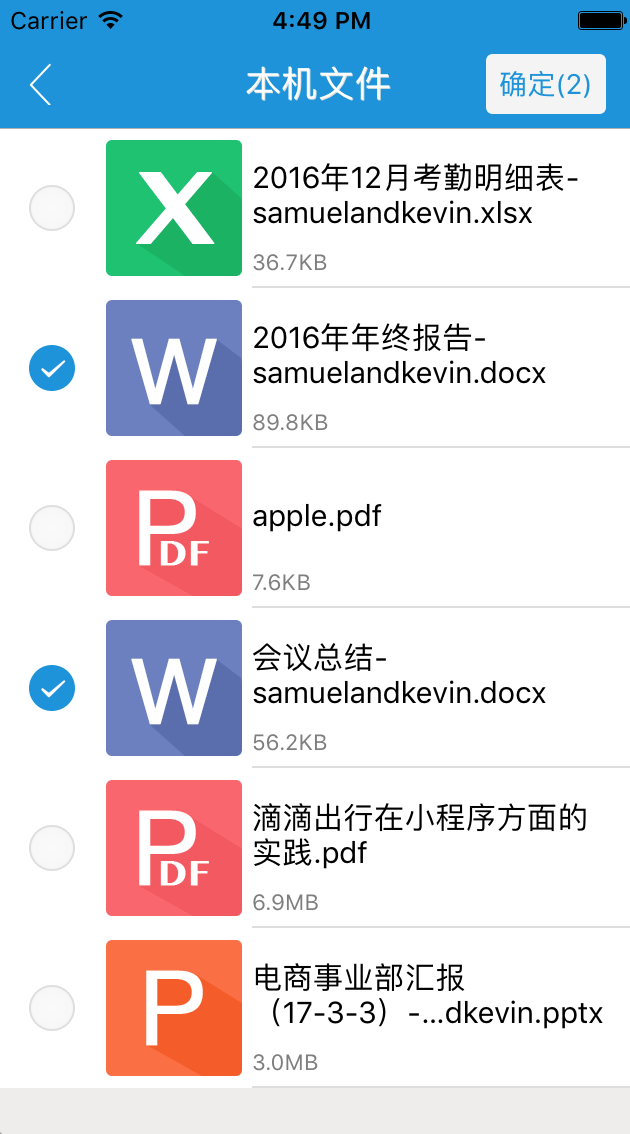 Carrier 4:49 PM
本机文件 确定(2)
X
2016年12月考勤明细表-
samuelandkevin.xlsx
36.7KB
W
2016年年终报告-
samuelandkevin.docx
89.8KB
PDF
apple.pdf
7.6KB
W
会议总结-
samuelandkevin.docx
56.2KB
PDF
滴滴出行在小程序方面的
实践.pdf
6.9MB
P
电商事业部汇报
（17-3-3）-...dkevin.pptx
3.0MB